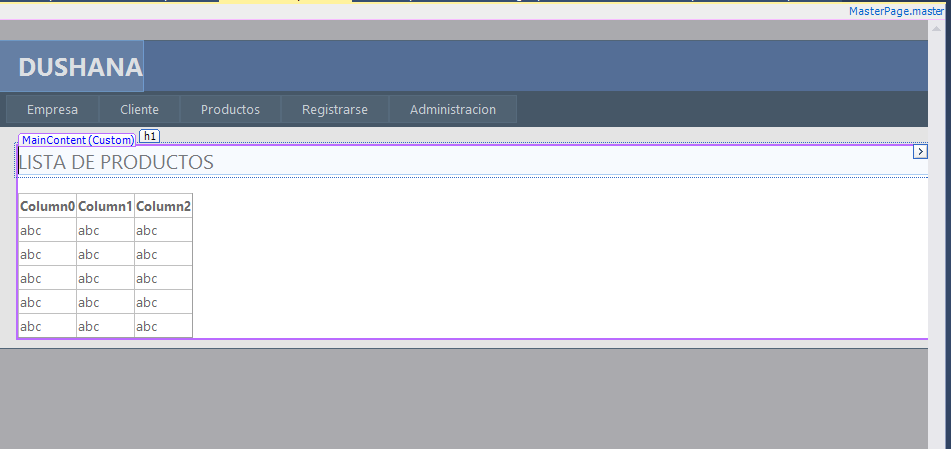 MasterPage.master
DUSHANA
Empresa Cliente Productos Registrarse Administracion
MainContent (Custom) h1
LISTA DE PRODUCTOS
Column0 Column1 Column2
abc abc abc
abc abc abc
abc abc abc
abc abc abc
abc abc abc